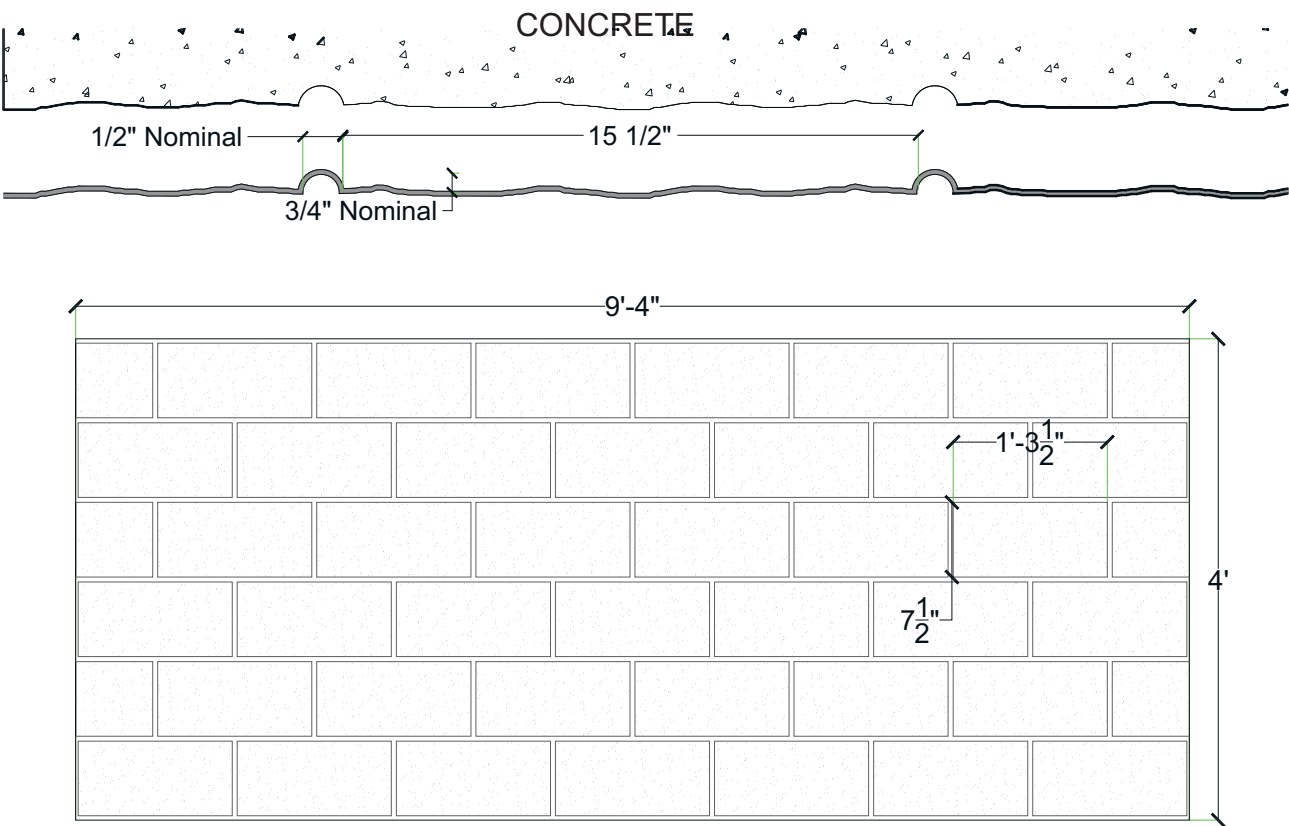 CONCRETE
1/2" Nominal
15 1/2"
3/4" Nominal
9'-4"
1'-3 1/2"
4'
7 1/2"